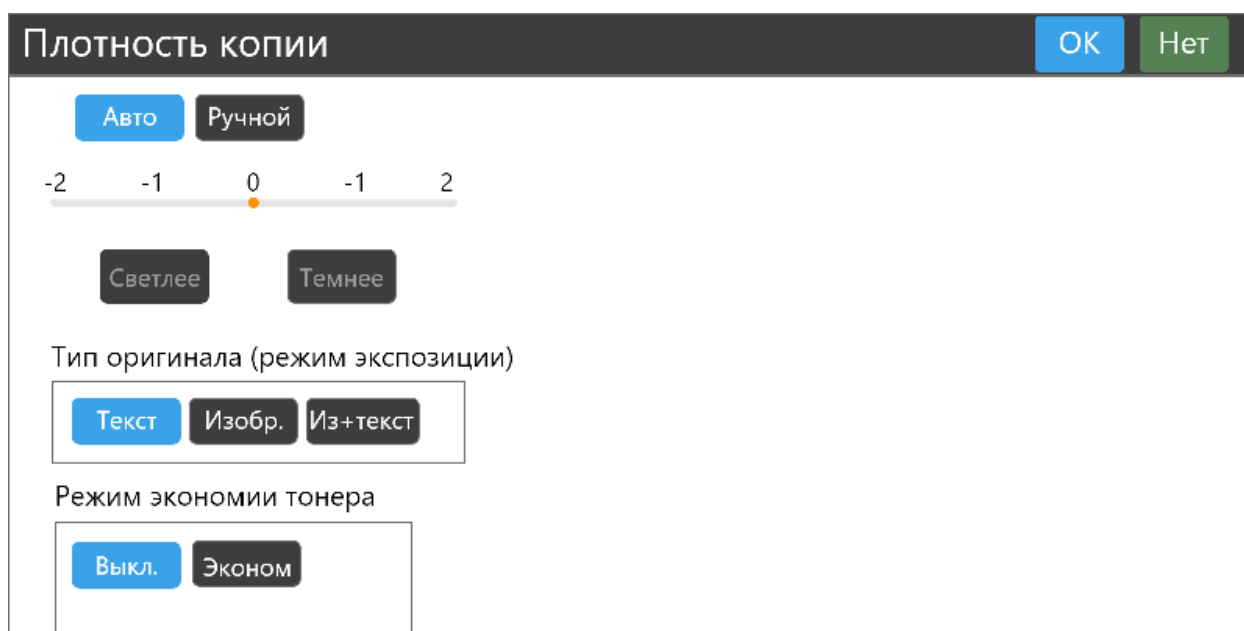 Плотность копии ОК Нет
Авто Ручной
-2 -1 0 -1 2
Светлее Темнее
Тип оригинала (режим экспозиции)
Текст Изобр. Из+текст
Режим экономии тонера
Выкл. Эконом